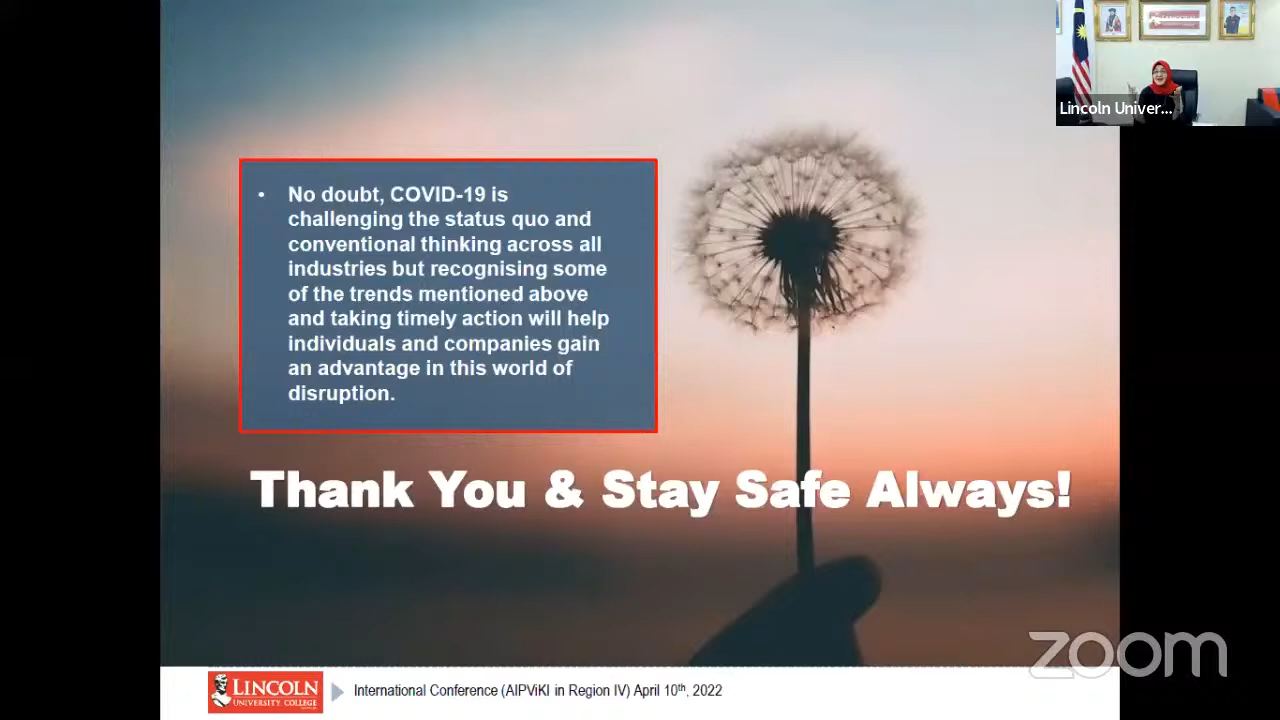 Lincoln Univer...
• No doubt, COVID-19 is
challenging the status quo and
conventional thinking across all
industries but recognising some
of the trends mentioned above
and taking timely action will help
individuals and companies gain
an advantage in this world of
disruption.
Thank You & Stay Safe Always!
zoom
LINCOLN
UNIVERSITY COLLEGE
International Conference (AIPViKI in Region IV) April 10th, 2022